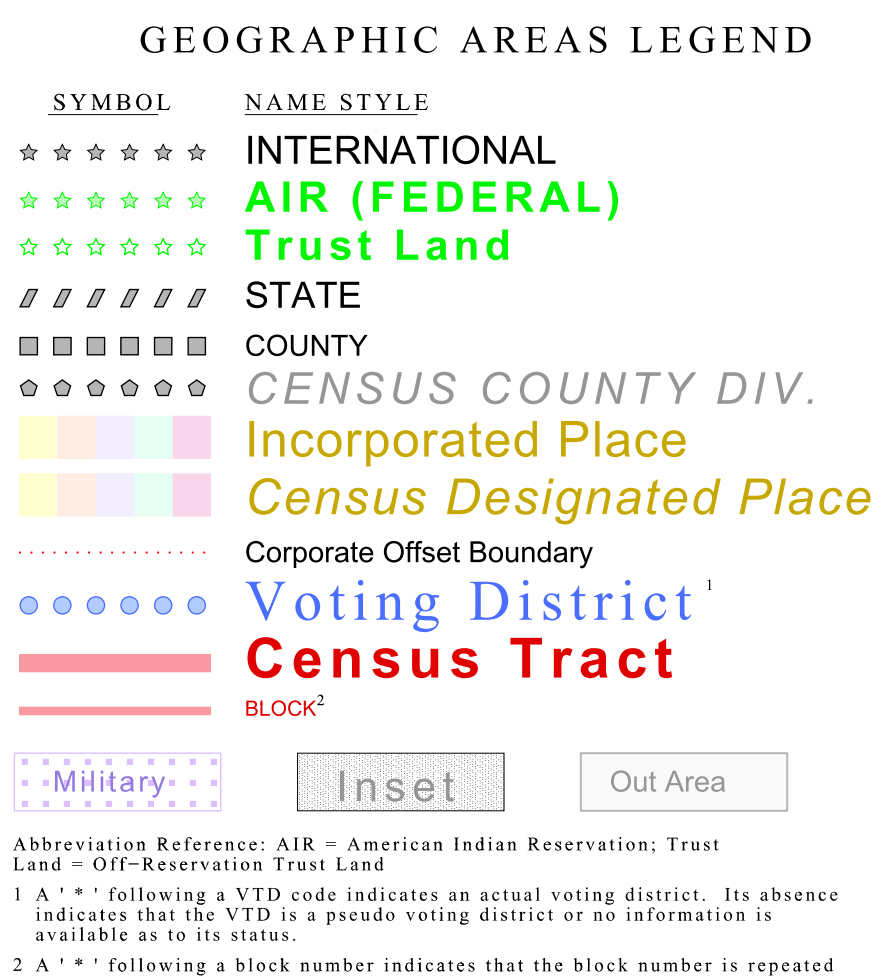 GEOGRAPHIC AREAS LEGEND
SYMBOL NAME STYLE
INTERNATIONAL
AIR (FEDERAL)
Trust Land
STATE
COUNTY
CENSUS COUNTY DIV.
Incorporated Place
Census Designated Place
Corporate Offset Boundary
Voting District 1
Census Tract
BLOCK2
Military Inset Out Area
Abbreviation Reference: AIR = American Indian Reservation; Trust
Land = Off−Reservation Trust Land
1 A ' * ' following a VTD code indicates an actual voting district. Its absence
indicates that the VTD is a pseudo voting district or no information is
available as to its status.
2 A ' * ' following a block number indicates that the block number is repeated